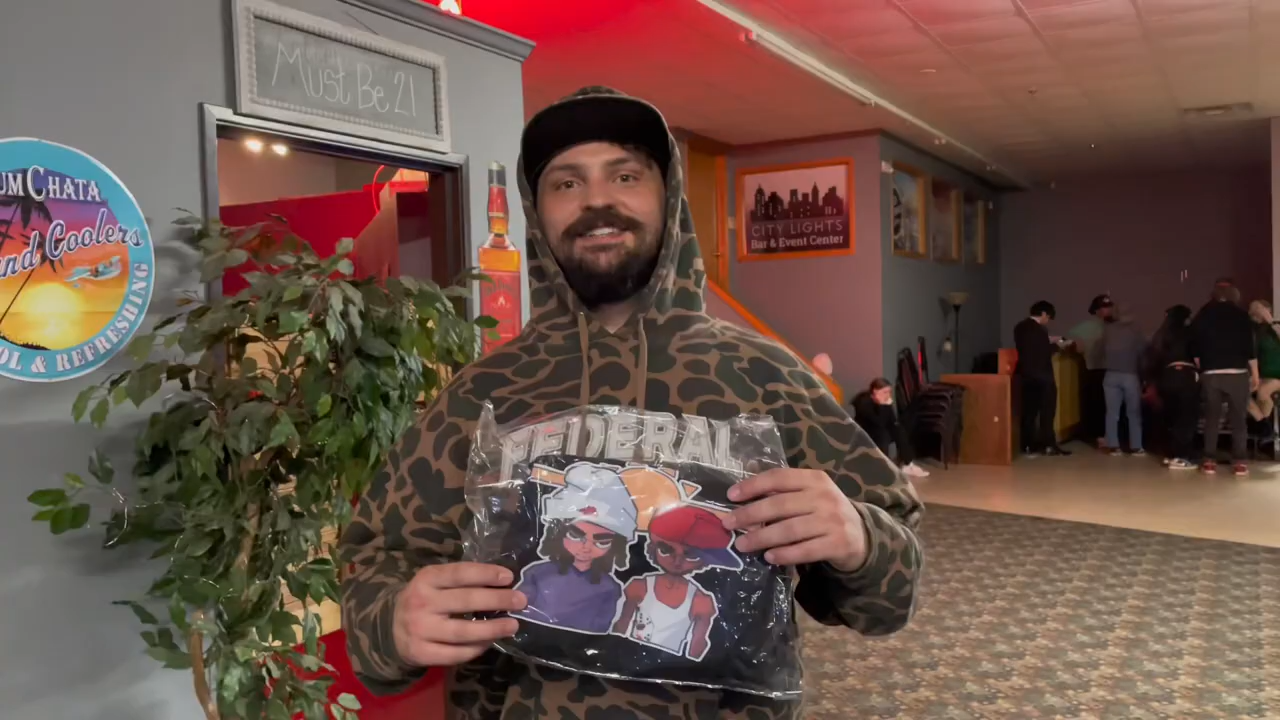 Must Be 21
UMCHATA
and Coolers
OL & REFRESHING
CITY LIGHTS
Bar & Event Center
FEDERAL